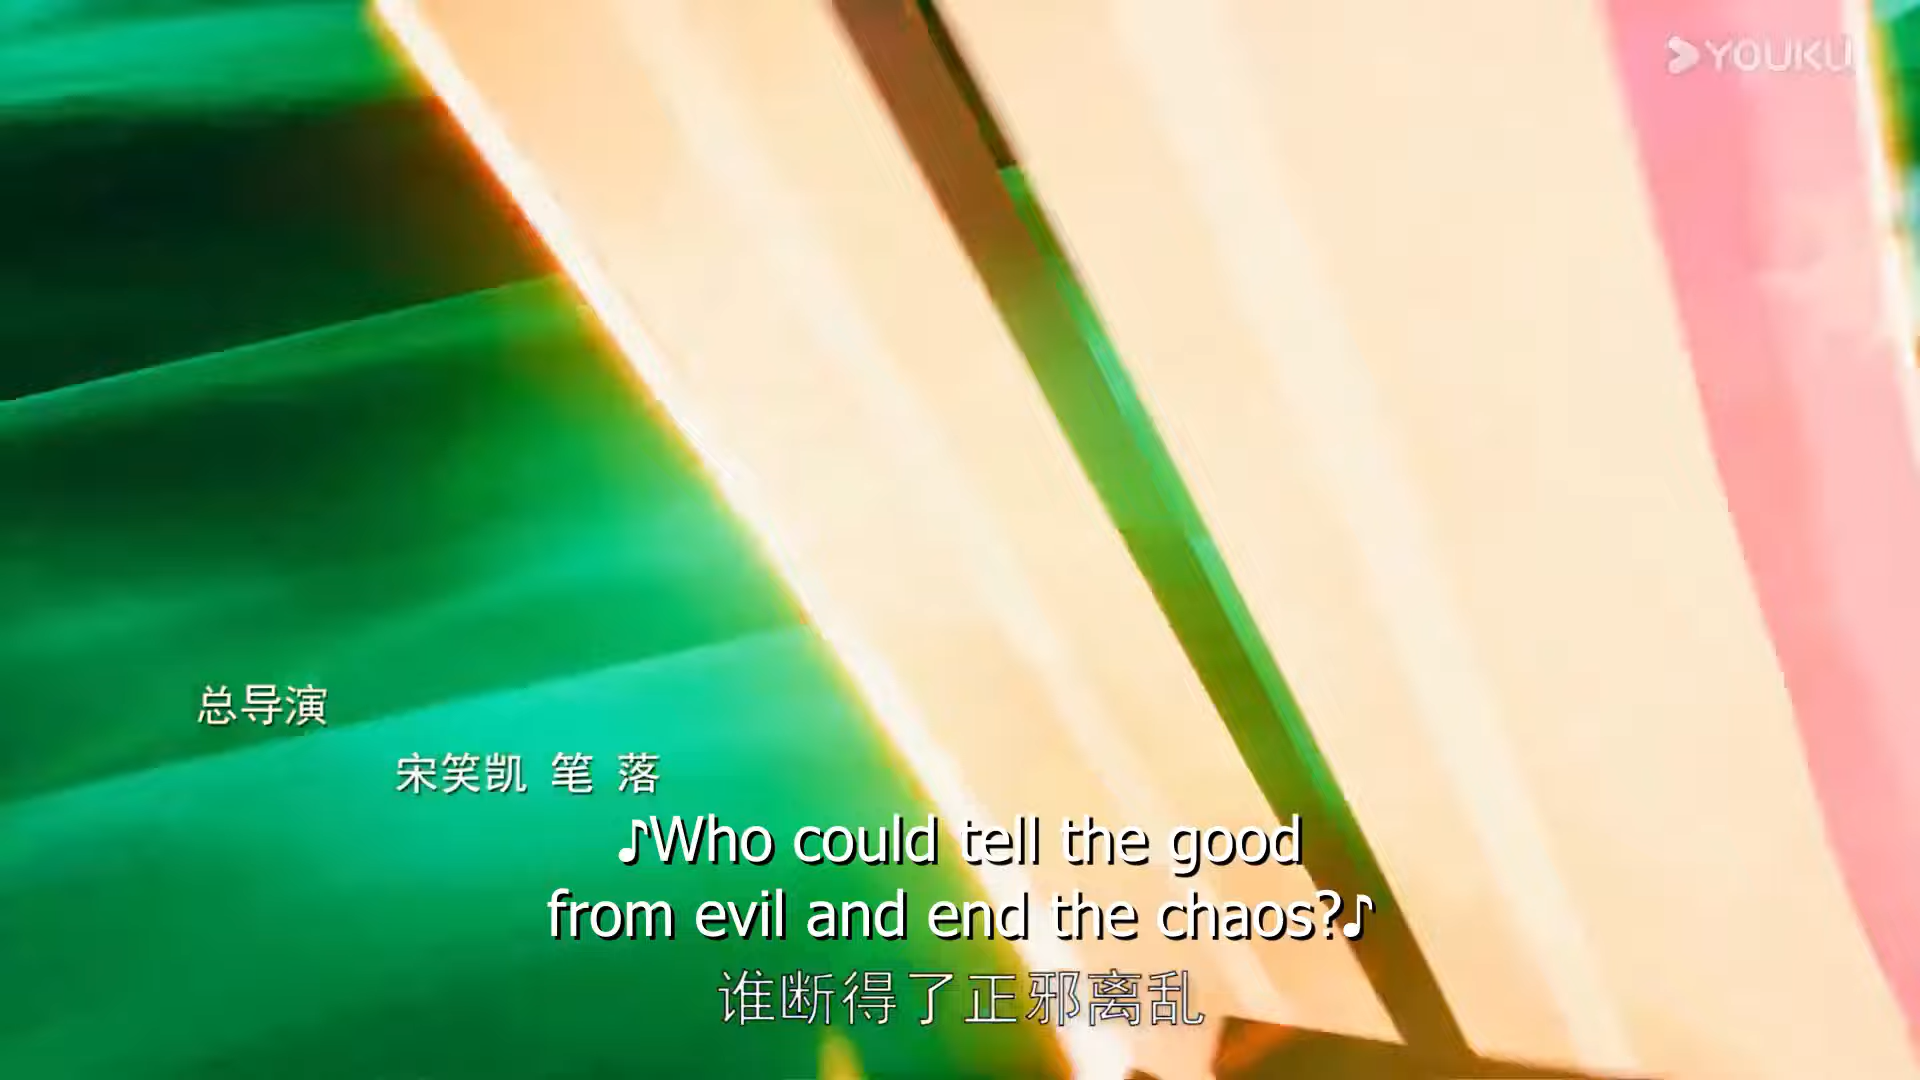 YOUKU
总导演
宋笑凯 笔 落
♪Who could tell the good
from evil and end the chaos?♪
谁断得了正邪离乱